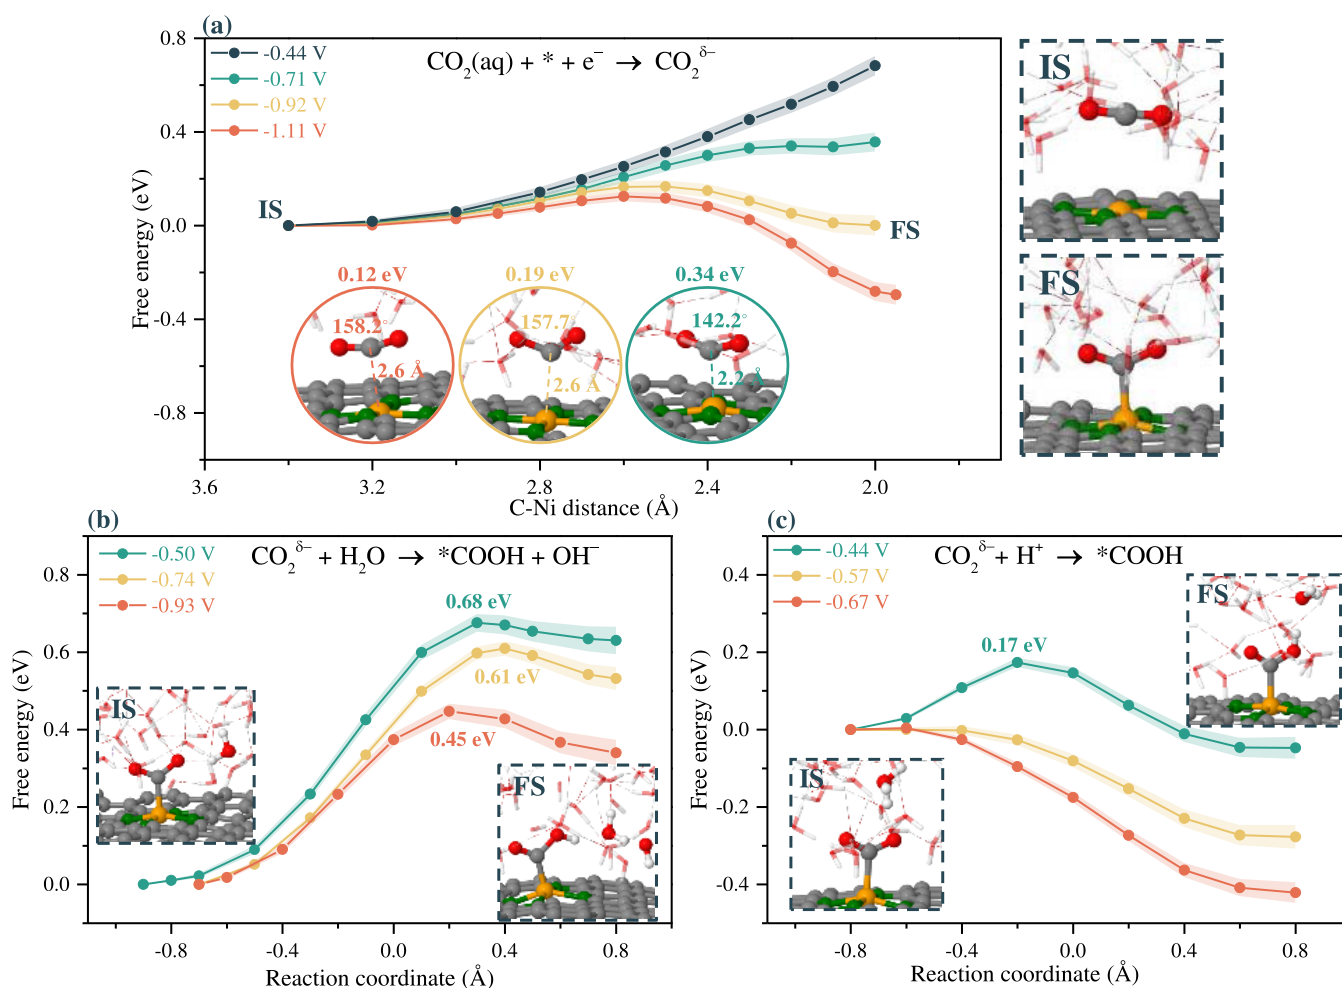 (a)
-0.44 V
-0.71 V
-0.92 V
-1.11 V
CO₂(aq) + * + e⁻ → CO₂^δ⁻
Free energy (eV)
0.8
0.4
0.0
-0.4
-0.8
IS
FS
0.12 eV
0.19 eV
0.34 eV
158.2°
157.7°
142.2°
2.6 Å
2.6 Å
2.2 Å
3.6
3.2
2.8
2.4
2.0
C-Ni distance (Å)
IS
FS
(b)
-0.50 V
-0.74 V
-0.93 V
CO₂^δ⁻ + H₂O → *COOH + OH⁻
Free energy (eV)
0.8
0.6
0.4
0.2
0.0
0.68 eV
0.61 eV
0.45 eV
IS
FS
-0.8
-0.4
0.0
0.4
0.8
Reaction coordinate (Å)
(c)
-0.44 V
-0.57 V
-0.67 V
CO₂^δ⁻ + H⁺ → *COOH
Free energy (eV)
0.4
0.2
0.0
-0.2
-0.4
0.17 eV
FS
IS
-0.8
-0.4
0.0
0.4
0.8
Reaction coordinate (Å)